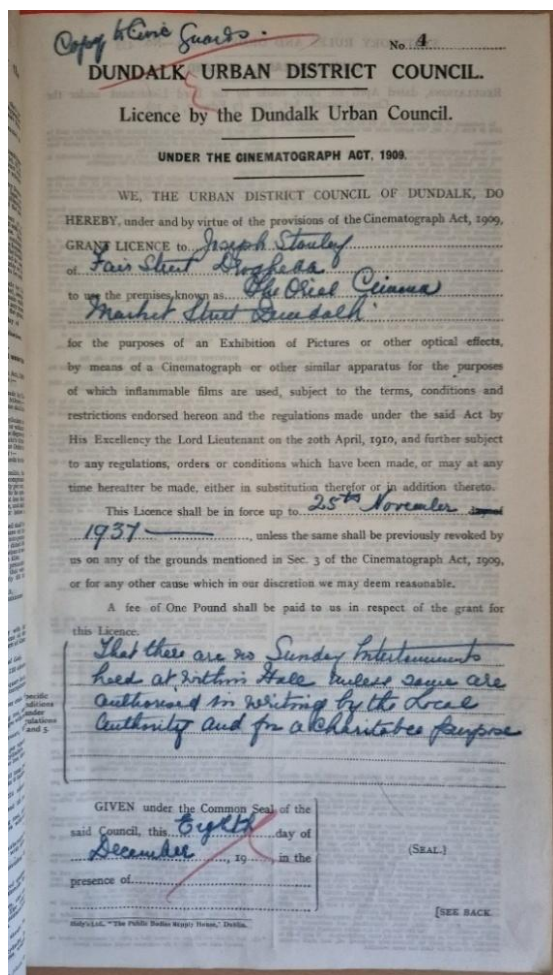 Copy to Civic Guards.
No. 4
DUNDALK URBAN DISTRICT COUNCIL.
Licence by the Dundalk Urban Council.
UNDER THE CINEMATOGRAPH ACT, 1909.
WE, THE URBAN DISTRICT COUNCIL OF DUNDALK, DO
HEREBY, under and by virtue of the provisions of the Cinematograph Act, 1909,
GRANT LICENCE to Joseph Stanley
of Fair Street Drogheda
to use the premises known as The Oriel Cinema
Market Street Dundalk
for the purposes of an Exhibition of Pictures or other optical effects,
by means of a Cinematograph or other similar apparatus for the purposes
of which inflammable films are used, subject to the terms, conditions and
restrictions endorsed hereon and the regulations made under the said Act by
His Excellency the Lord Lieutenant on the 20th April, 1910, and further subject
to any regulations, orders or conditions which have been made, or may at any
time hereafter be made, either in substitution therefor or in addition thereto.
This Licence shall be in force up to 25th November
1937, unless the same shall be previously revoked by
us on any of the grounds mentioned in Sec. 3 of the Cinematograph Act, 1909,
or for any other cause which in our discretion we may deem reasonable.
A fee of One Pound shall be paid to us in respect of the grant for
this Licence.
That there are no Sunday Entertainments
held at within Hall unless same are
authorised in writing by the Local
Authority and for a charitable purpose
GIVEN under the Common Seal of the
said Council, this Eighth day of
December, 19 in the
presence of
(SEAL.)
[SEE BACK
"The Public Bodies Supply House," Dublin.